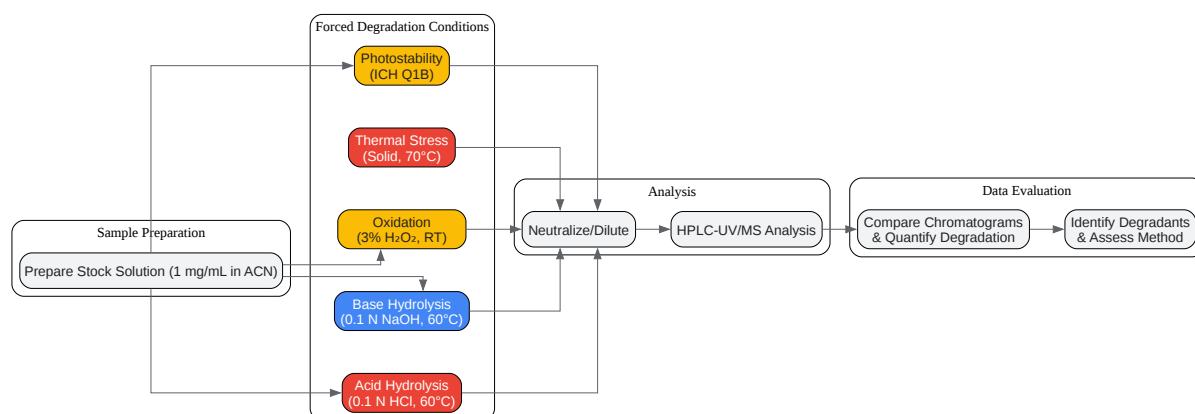 Forced Degradation Conditions
Photostability
(ICH Q1B)
Thermal Stress
(Solid, 70°C)
Analysis
Data Evaluation
Sample Preparation
Oxidation
(3% H₂O₂, RT)
Neutralize/Dilute
HPLC-UV/MS Analysis
Compare Chromatograms
& Quantify Degradation
Identify Degradants
& Assess Method
Prepare Stock Solution (1 mg/mL in ACN)
Base Hydrolysis
(0.1 N NaOH, 60°C)
Acid Hydrolysis
(0.1 N HCl, 60°C)